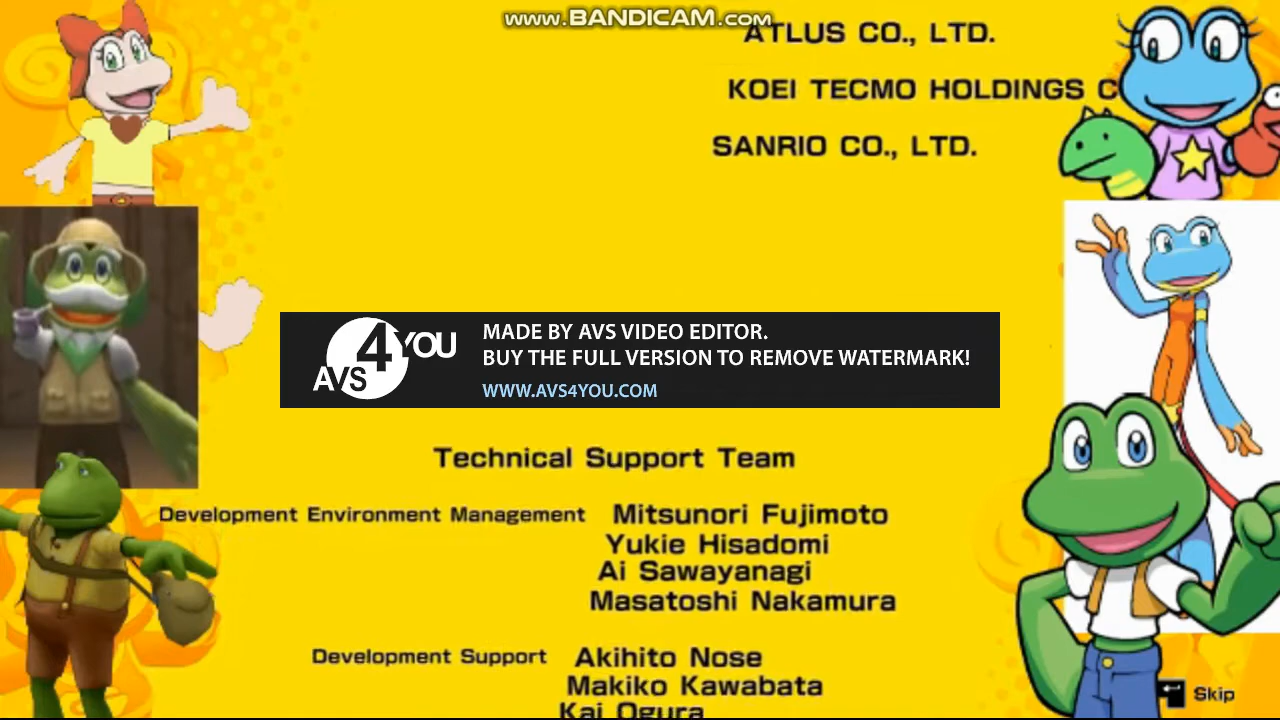 www.BANDICAM.com
ATLUS CO., LTD.
KOEI TECMO HOLDINGS C
SANRIO CO., LTD.
AVS4YOU
MADE BY AVS VIDEO EDITOR.
BUY THE FULL VERSION TO REMOVE WATERMARK!
WWW.AVS4YOU.COM
Technical Support Team
Development Environment Management Mitsunori Fujimoto
Yukie Hisadomi
Ai Sawayanagi
Masatoshi Nakamura
Development Support Akihito Nose
Makiko Kawabata
Kai Ogura
Skip